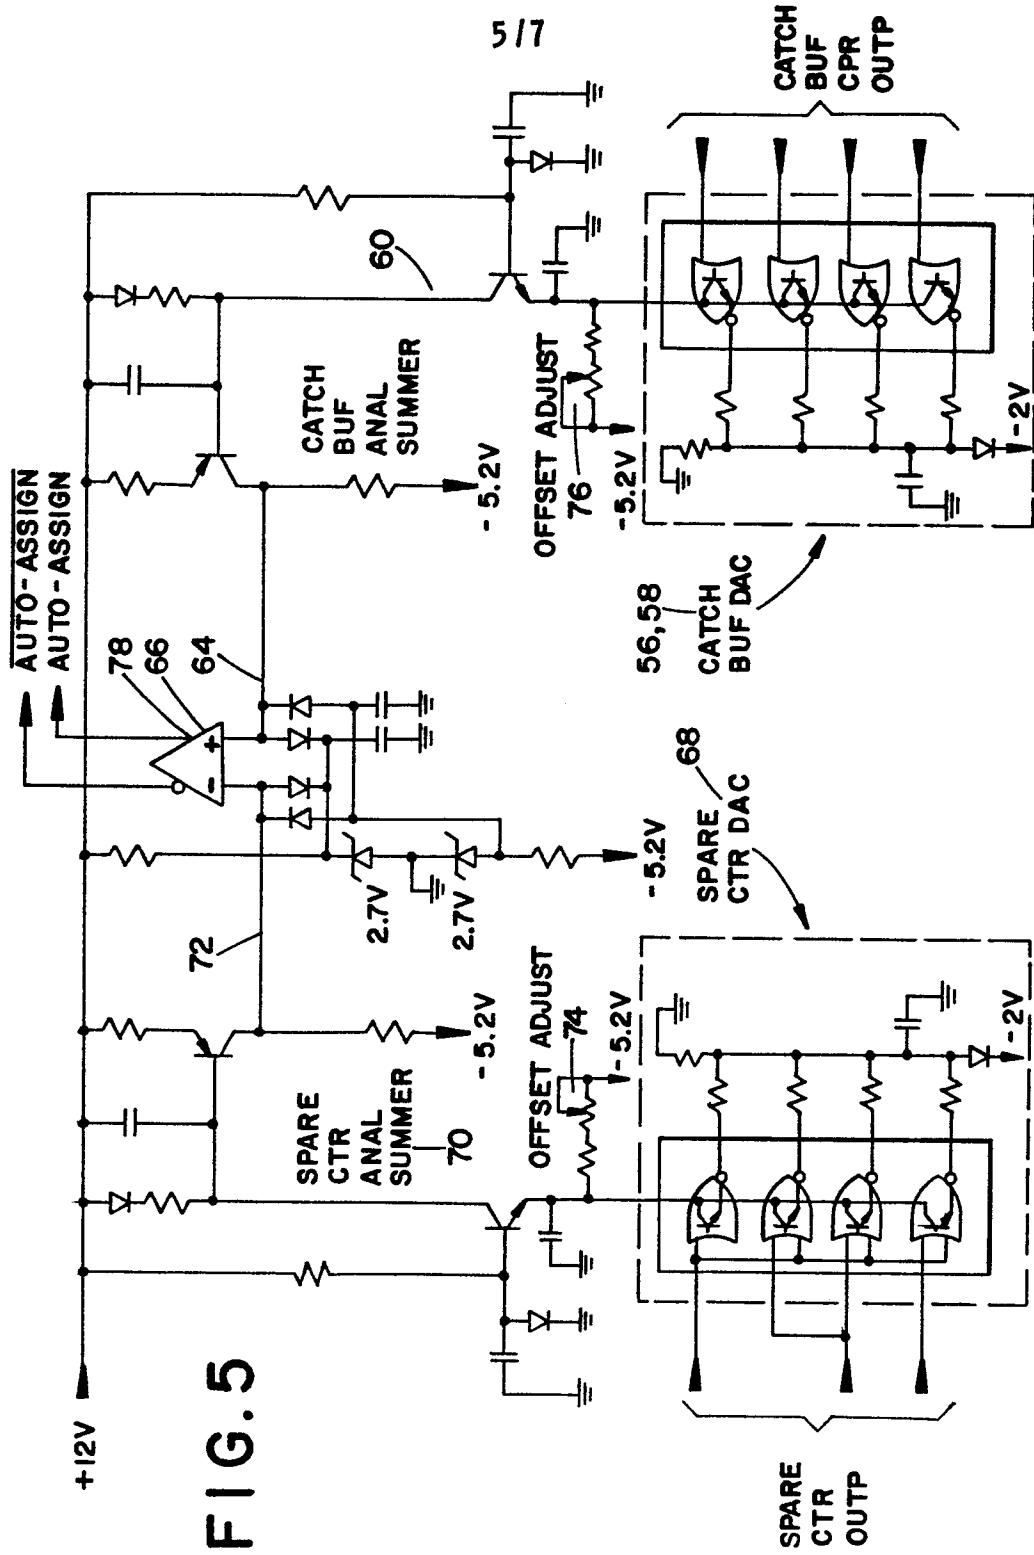 5/7
FIG. 5
+12V
AUTO-ASSIGN
AUTO-ASSIGN
78
66
64
72
60
2.7V
2.7V
-5.2V
SPARE
CTR
ANAL
SUMMER
70
-5.2V
CATCH
BUF
ANAL
SUMMER
-5.2V
OFFSET ADJUST
74
-5.2V
OFFSET ADJUST
76
-5.2V
68
SPARE
CTR DAC
56,58
CATCH
BUF DAC
-2V
-2V
SPARE
CTR
OUTP
CATCH
BUF
CPR
OUTP
+
-